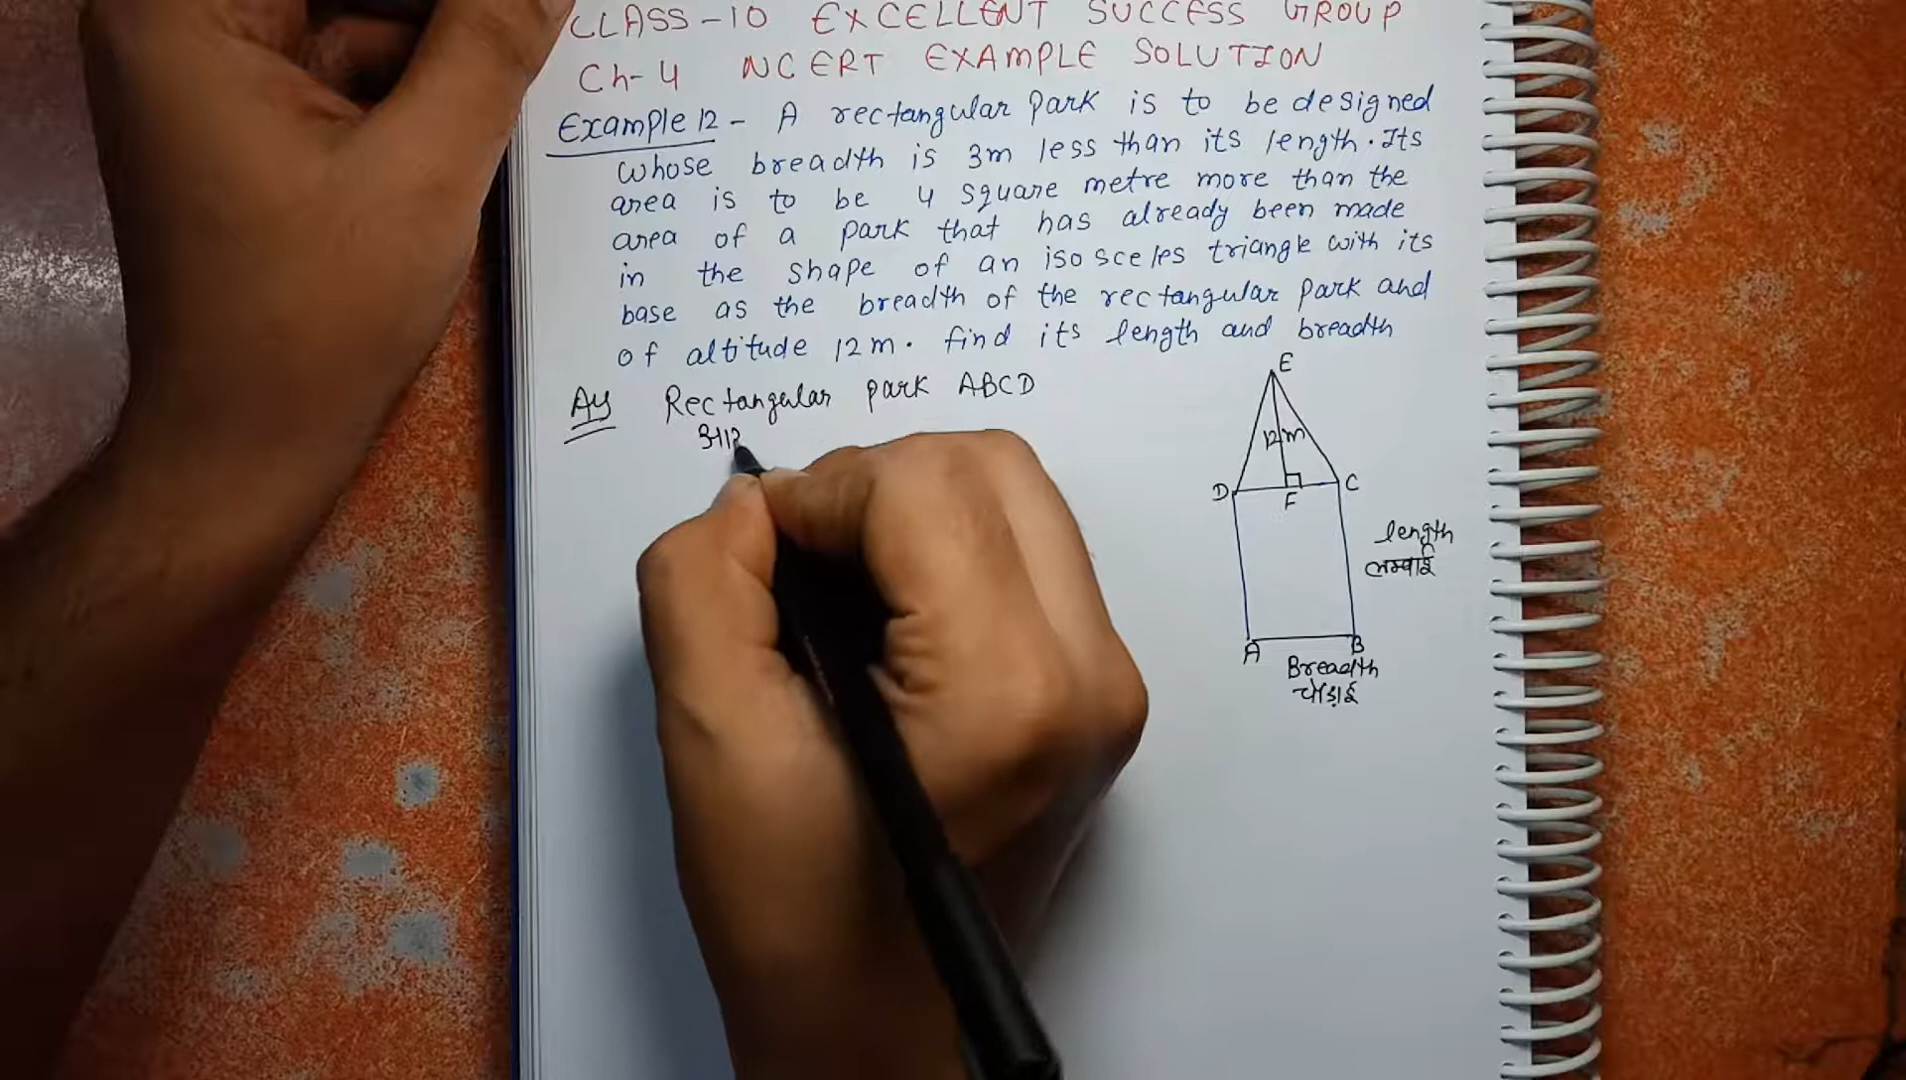 CLASS-10 EXCELLENT SUCCESS GROUP
Ch-4 NCERT EXAMPLE SOLUTION
Example 12 - A rectangular park is to be designed
whose breadth is 3m less than its length. Its
area is to be 4 square metre more than the
area of a park that has already been made
in the shape of an isosceles triangle with its
base as the breadth of the rectangular park and
of altitude 12m. find its length and breadth
Rectangular park ABCD
E
12m
D
F
C
length
लम्बाई
A
B
Breadth
चौड़ाई